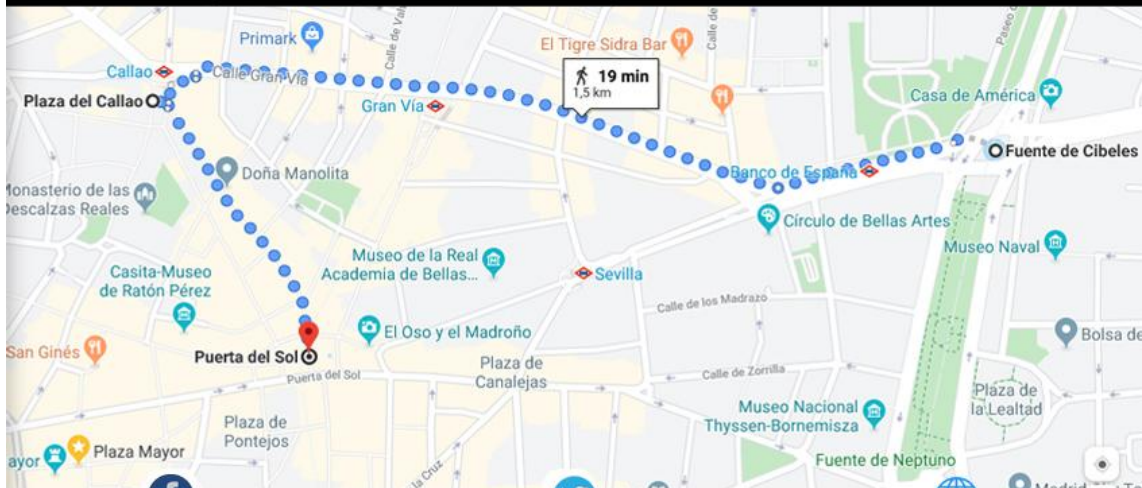 Primark
El Tigre Sidra Bar
Calle de
Paseo
Calle de Val
Callao
Calle Gran Vía
19 min
1,5 km
Casa de América
Plaza del Callao
Gran Vía
Fuente de Cibeles
Doña Manolita
Banco de España
Monasterio de las
Descalzas Reales
Círculo de Bellas Artes
Museo de la Real
Academia de Bellas...
Museo Naval
Casita-Museo
de Ratón Pérez
Sevilla
Calle de los Madrazo
El Oso y el Madroño
Bolsa de
San Ginés
Puerta del Sol
Puerta del Sol
Plaza de
Canalejas
Calle de Zorrilla
Plaza de
la Lealtad
Museo Nacional
Thyssen-Bornemisza
Plaza de
Pontejos
Plaza Mayor
ayor
la Cruz
Fuente de Neptuno